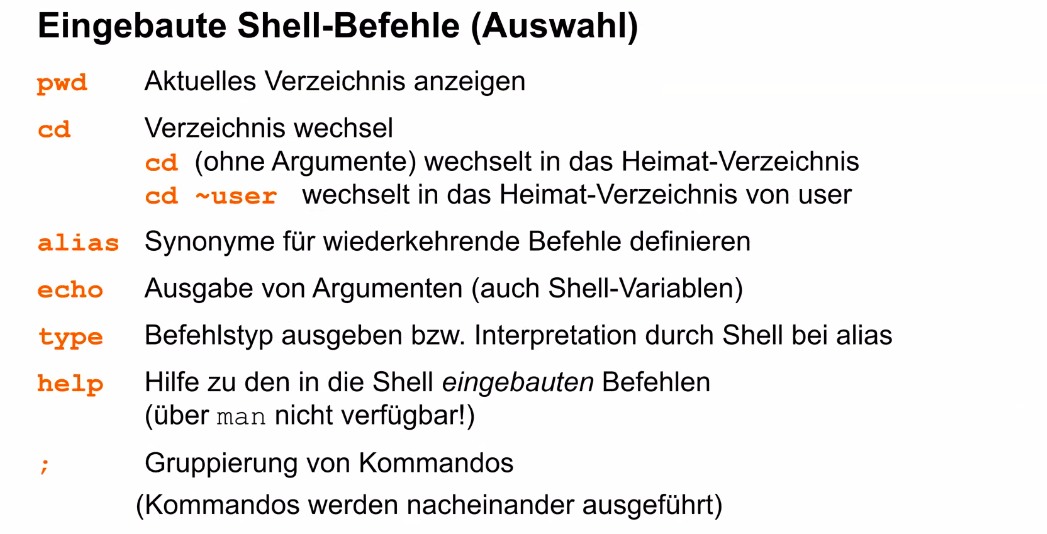 Eingebaute Shell-Befehle (Auswahl)
pwd Aktuelles Verzeichnis anzeigen
cd Verzeichnis wechsel
cd (ohne Argumente) wechselt in das Heimat-Verzeichnis
cd ~user wechselt in das Heimat-Verzeichnis von user
alias Synonyme für wiederkehrende Befehle definieren
echo Ausgabe von Argumenten (auch Shell-Variablen)
type Befehlstyp ausgeben bzw. Interpretation durch Shell bei alias
help Hilfe zu den in die Shell eingebauten Befehlen
(über man nicht verfügbar!)
; Gruppierung von Kommandos
(Kommandos werden nacheinander ausgeführt)